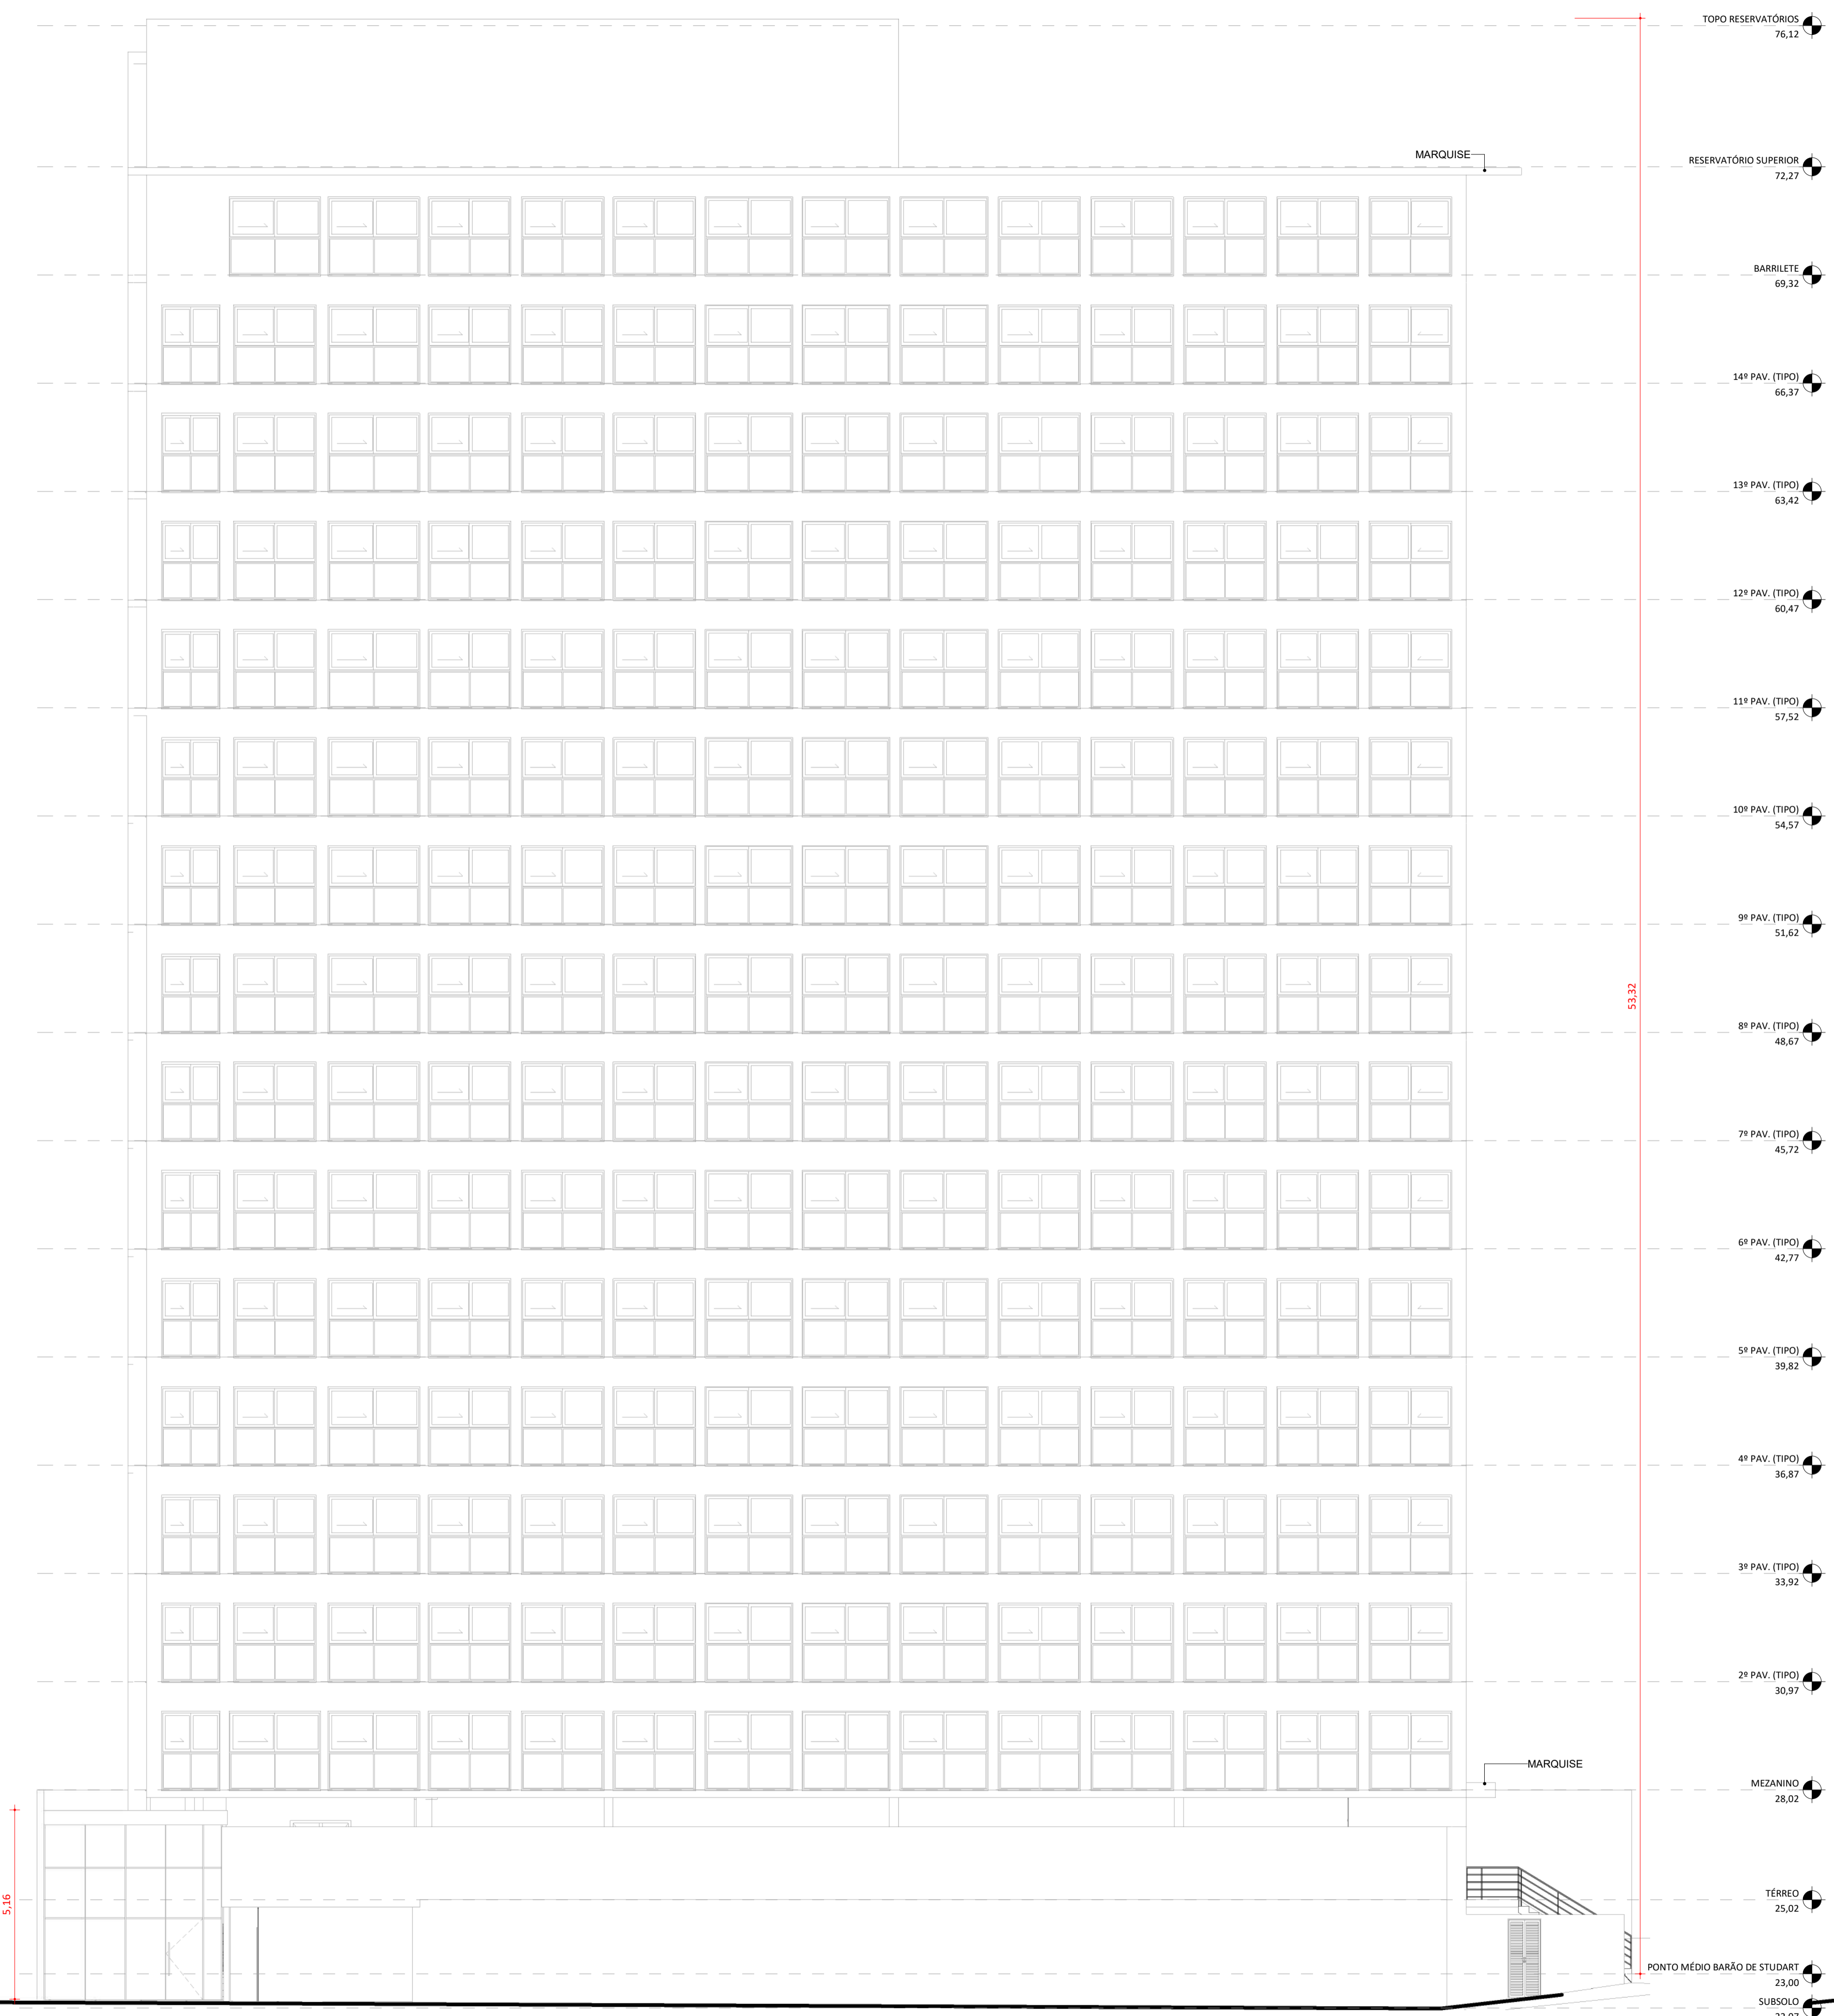 TOPO RESERVATÓRIOS
76,12
MARQUISE
RESERVATÓRIO SUPERIOR
72,27
BARRILETE
69,32
14º PAV. (TIPO)
66,37
13º PAV. (TIPO)
63,42
12º PAV. (TIPO)
60,47
11º PAV. (TIPO)
57,52
10º PAV. (TIPO)
54,57
9º PAV. (TIPO)
51,62
53,32
8º PAV. (TIPO)
48,67
7º PAV. (TIPO)
45,72
6º PAV. (TIPO)
42,77
5º PAV. (TIPO)
39,82
4º PAV. (TIPO)
36,87
3º PAV. (TIPO)
33,92
2º PAV. (TIPO)
30,97
MARQUISE
MEZANINO
28,02
5,16
TÉRREO
25,02
PONTO MÉDIO BARÃO DE STUDART
23,00
SUBSOLO